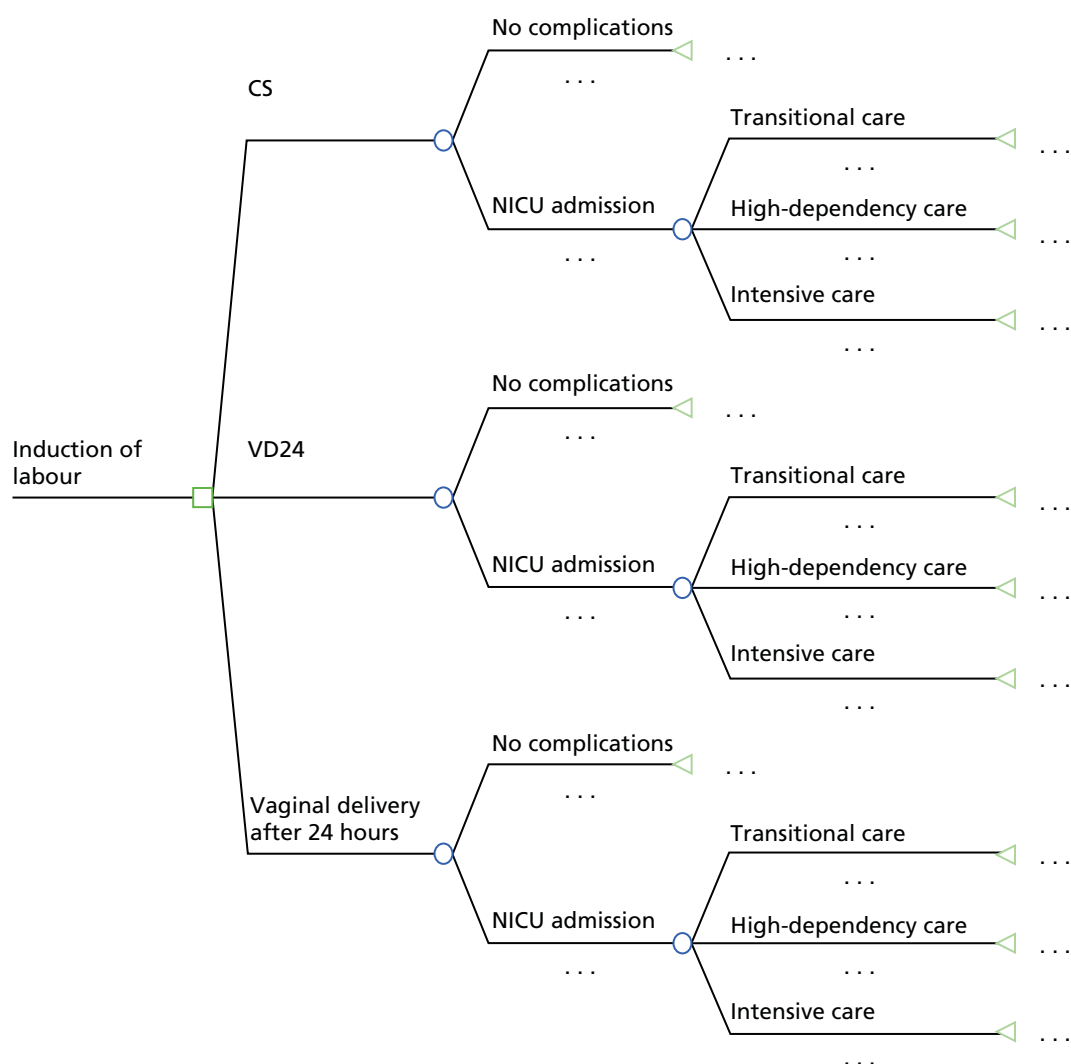 No complications
. . .
. . .
CS
Transitional care
. . .
. . .
NICU admission
. . .
High-dependency care
. . .
. . .
Intensive care
. . .
. . .
No complications
. . .
. . .
Induction of
labour
VD24
Transitional care
. . .
. . .
NICU admission
. . .
High-dependency care
. . .
. . .
Intensive care
. . .
. . .
No complications
. . .
. . .
Vaginal delivery
after 24 hours
Transitional care
. . .
. . .
NICU admission
. . .
High-dependency care
. . .
. . .
Intensive care
. . .
. . .